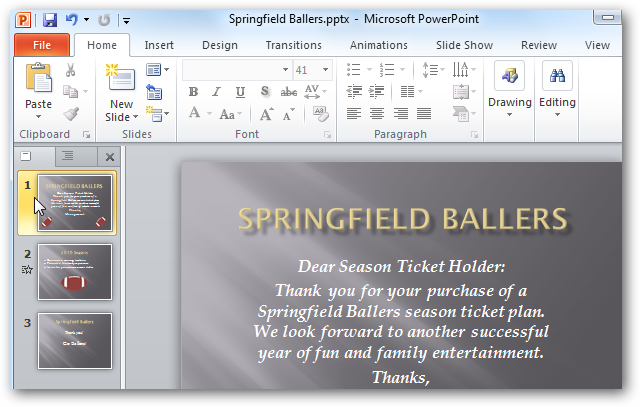 Springfield Ballers.pptx - Microsoft PowerPoint
File Home Insert Design Transitions Animations Slide Show Review View
Paste
New Slide
41
B I U S abc AV
A Aa A A
Drawing
Editing
Clipboard Slides Font Paragraph
1
SPRINGFIELD BALLERS
2
2010 Season
3
Springfield Ballers
Thank you!
Go Ballers!
SPRINGFIELD BALLERS
Dear Season Ticket Holder:
Thank you for your purchase of a
Springfield Ballers season ticket plan.
We look forward to another successful
year of fun and family entertainment.
Thanks,